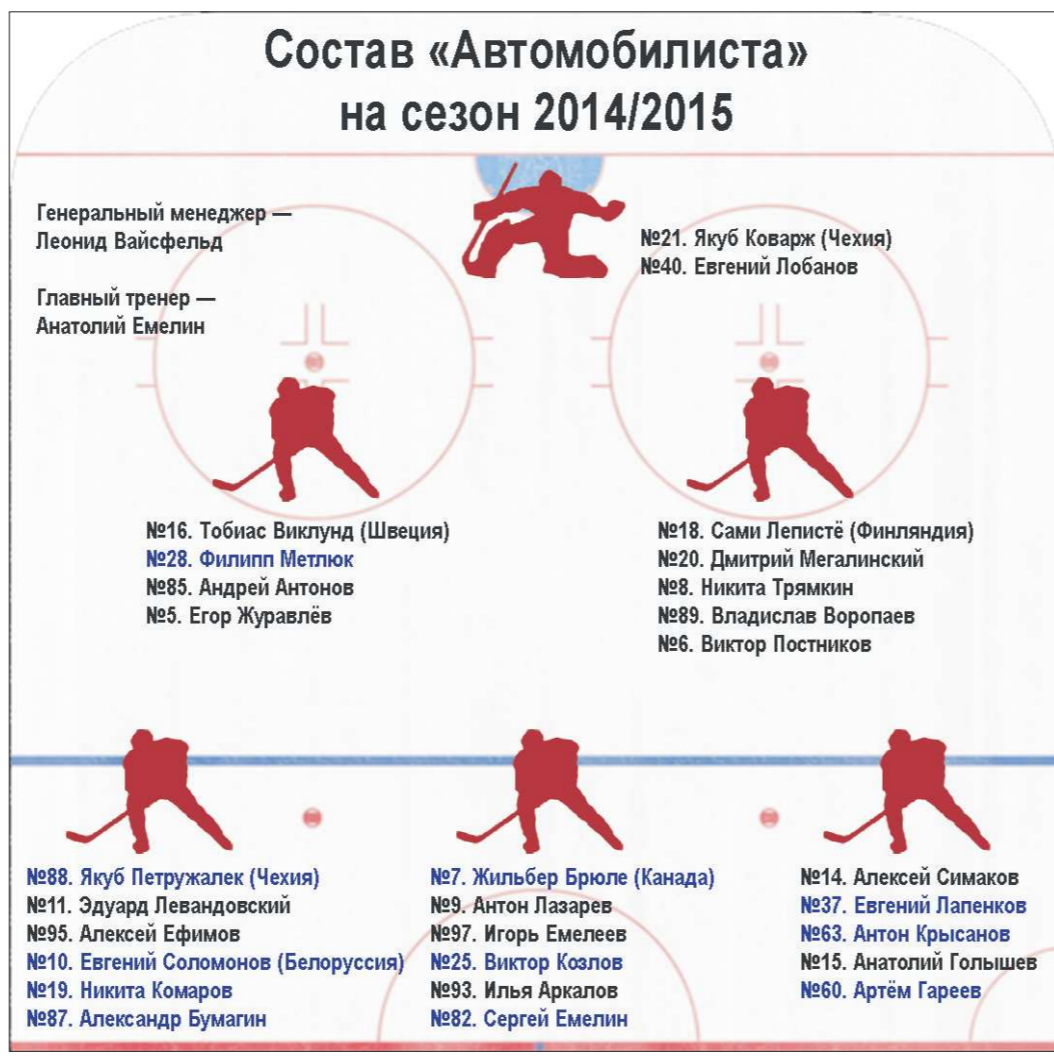 Состав «Автомобилиста»
на сезон 2014/2015
Генеральный менеджер —
Леонид Вайсфельд
Главный тренер —
Анатолий Емелин
№21. Якуб Коварж (Чехия)
№40. Евгений Лобанов
№16. Тобиас Виклунд (Швеция)
№28. Филипп Метлюк
№85. Андрей Антонов
№5. Егор Журавлёв
№18. Сами Лепистё (Финляндия)
№20. Дмитрий Мегалинский
№8. Никита Трямкин
№89. Владислав Воропаев
№6. Виктор Постников
№88. Якуб Петружалек (Чехия)
№11. Эдуард Левандовский
№95. Алексей Ефимов
№10. Евгений Соломонов (Белоруссия)
№19. Никита Комаров
№87. Александр Бумагин
№7. Жильбер Брюле (Канада)
№9. Антон Лазарев
№97. Игорь Емелеев
№25. Виктор Козлов
№93. Илья Аркалов
№82. Сергей Емелин
№14. Алексей Симаков
№37. Евгений Лапенков
№63. Антон Крысанов
№15. Анатолий Голышев
№60. Артём Гареев